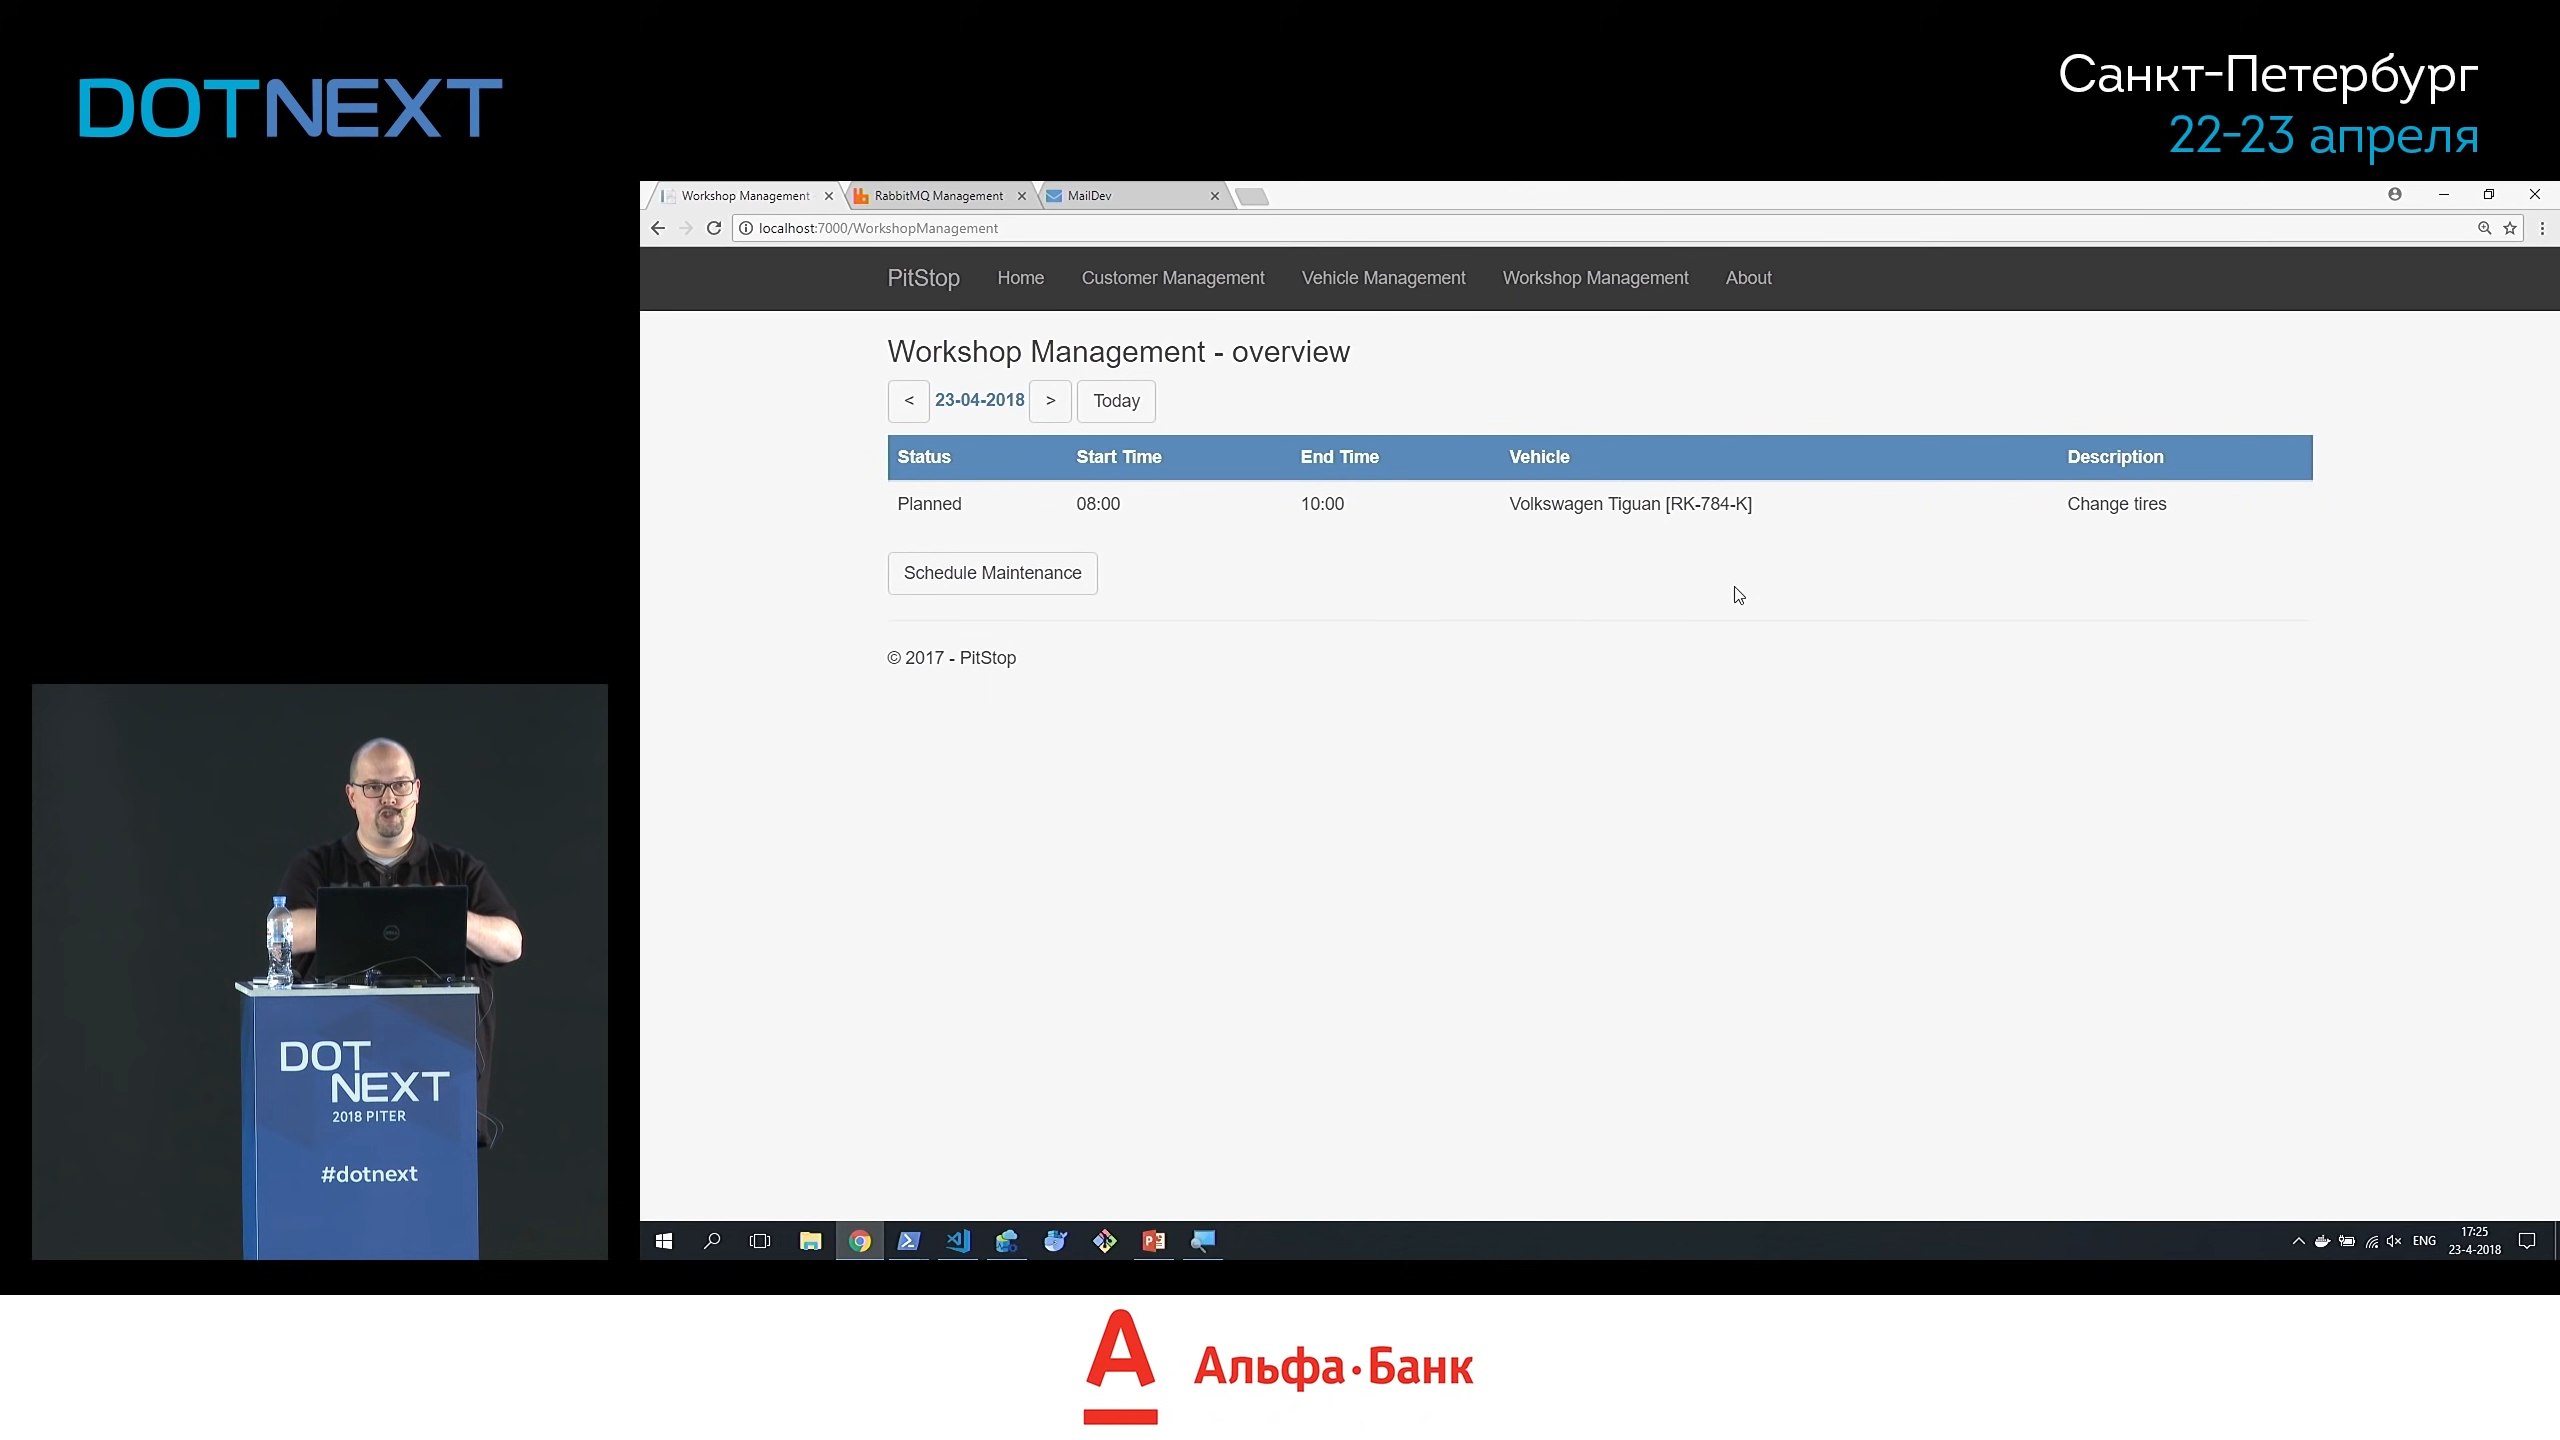 DOTNEXT
Санкт-Петербург
22-23 апреля
Workshop Management
RabbitMQ Management
MailDev
localhost:7000/WorkshopManagement
PitStop Home Customer Management Vehicle Management Workshop Management About
Workshop Management - overview
< 23-04-2018 > Today
Status Start Time End Time Vehicle Description
Planned 08:00 10:00 Volkswagen Tiguan [RK-784-K] Change tires
Schedule Maintenance
© 2017 - PitStop
DOT
NEXT
2018 PITER
#dotnext
ENG
17:25
23-4-2018
А Альфа·Банк